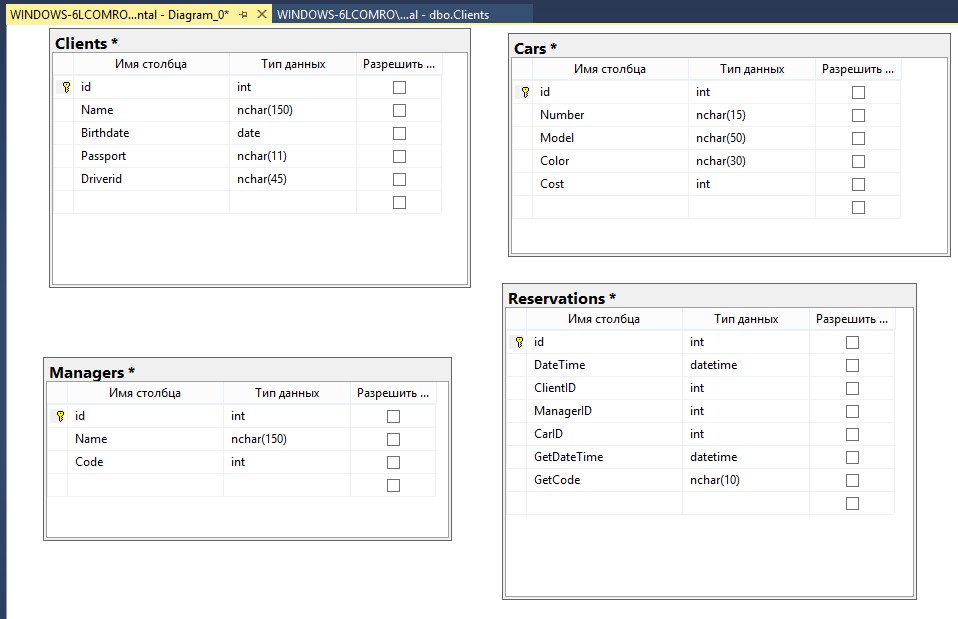 WINDOWS-6LCOMRO...ntal - Diagram_0* WINDOWS-6LCOMRO\...al - dbo.Clients
Clients *
Имя столбца Тип данных Разрешить ...
id int
Name nchar(150)
Birthdate date
Passport nchar(11)
Driverid nchar(45)
Cars *
Имя столбца Тип данных Разрешить ...
id int
Number nchar(15)
Model nchar(50)
Color nchar(30)
Cost int
Managers *
Имя столбца Тип данных Разрешить ...
id int
Name nchar(150)
Code int
Reservations *
Имя столбца Тип данных Разрешить ...
id int
DateTime datetime
ClientID int
ManagerID int
CarID int
GetDateTime datetime
GetCode nchar(10)